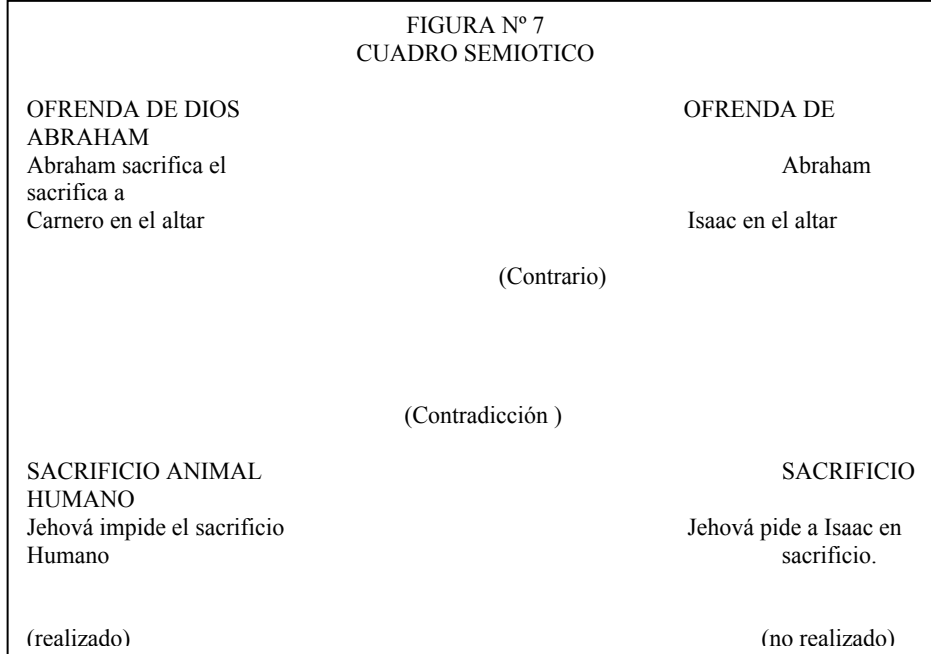 FIGURA Nº 7
CUADRO SEMIOTICO
OFRENDA DE DIOS OFRENDA DE
ABRAHAM
Abraham sacrifica el Abraham
sacrifica a
Carnero en el altar Isaac en el altar
(Contrario)
(Contradicción )
SACRIFICIO ANIMAL SACRIFICIO
HUMANO
Jehová impide el sacrificio Jehová pide a Isaac en
Humano sacrificio.
(realizado) (no realizado)